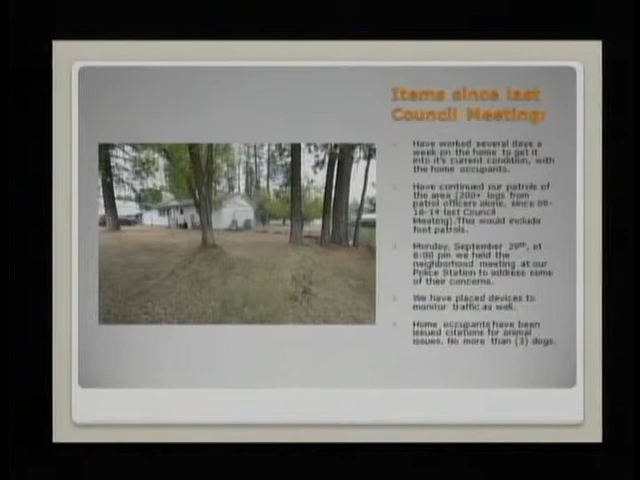 Items since last
Council Meeting:
Have worked several days a
week on the home to get it
into it's current condition, with
the home occupants.
Have continued our patrols of
the area (200+ logs from
patrol officers alone, since 09-
18-14 last Council
Meeting).This would include
foot patrols.
Monday, September 29th, at
6:00 pm we held the
neighborhood meeting at our
Police Station to address some
of their concerns.
We have placed devices to
monitor traffic as well.
Home occupants have been
issued citations for animal
issues. No more than (3) dogs.